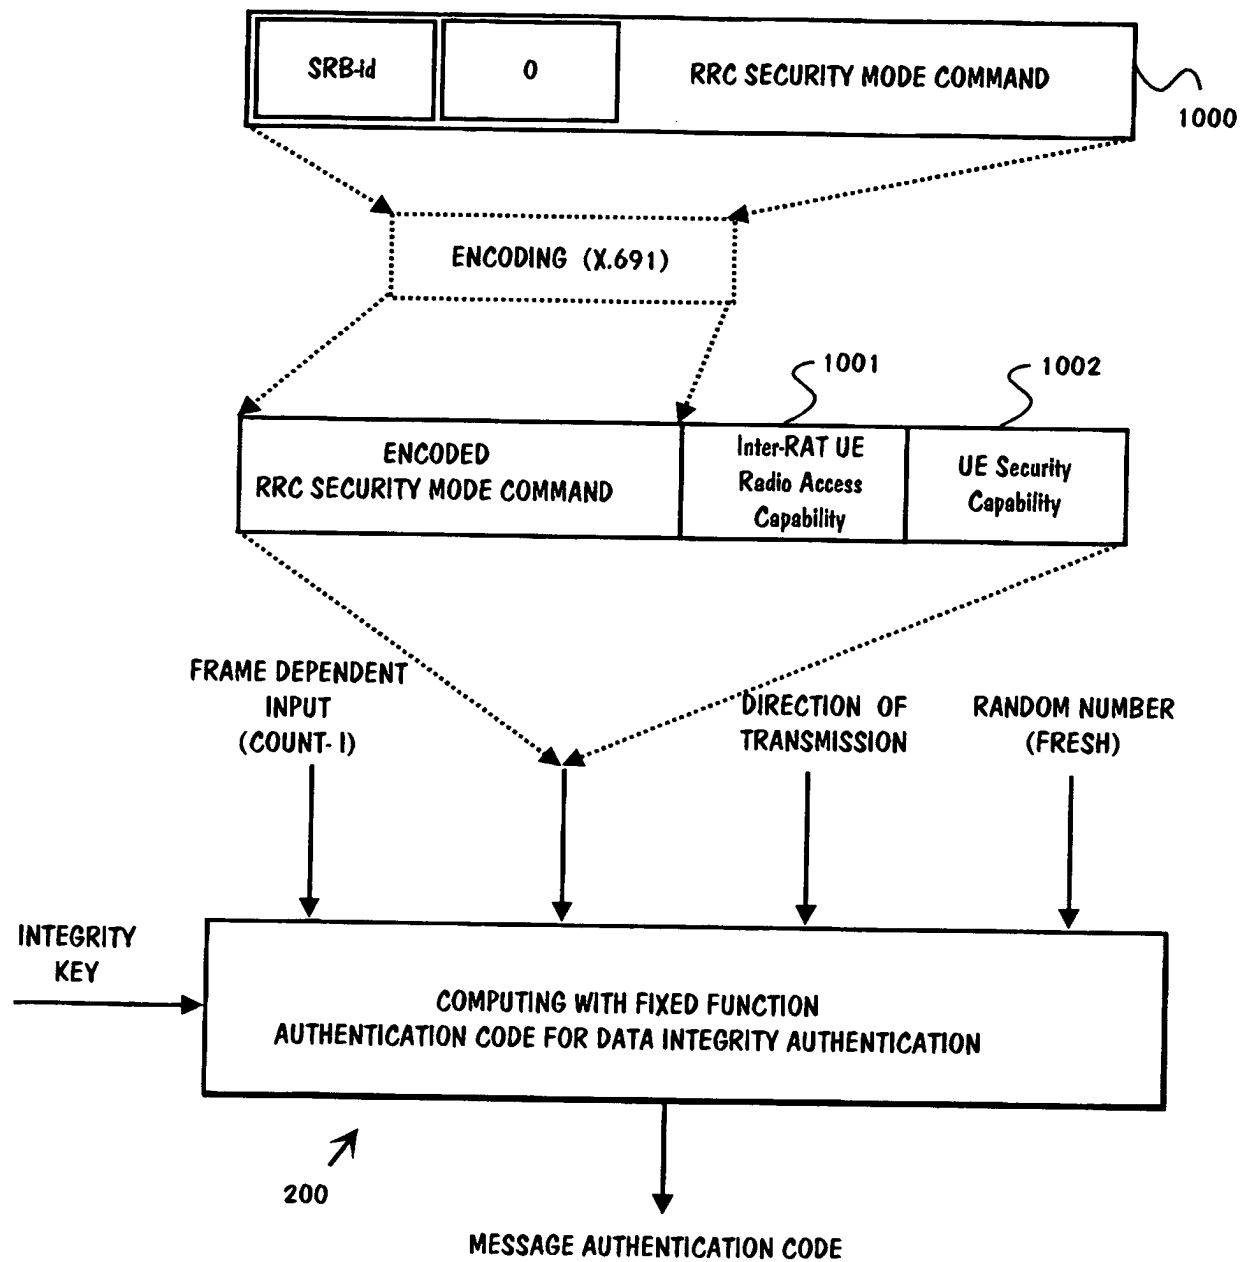 SRB-id
0
RRC SECURITY MODE COMMAND
1000
ENCODING (X.691)
1001
1002
ENCODED
RRC SECURITY MODE COMMAND
Inter-RAT UE
Radio Access
Capability
UE Security
Capability
FRAME DEPENDENT
INPUT
(COUNT- I)
DIRECTION OF
TRANSMISSION
RANDOM NUMBER
(FRESH)
INTEGRITY
KEY
COMPUTING WITH FIXED FUNCTION
AUTHENTICATION CODE FOR DATA INTEGRITY AUTHENTICATION
200
MESSAGE AUTHENTICATION CODE